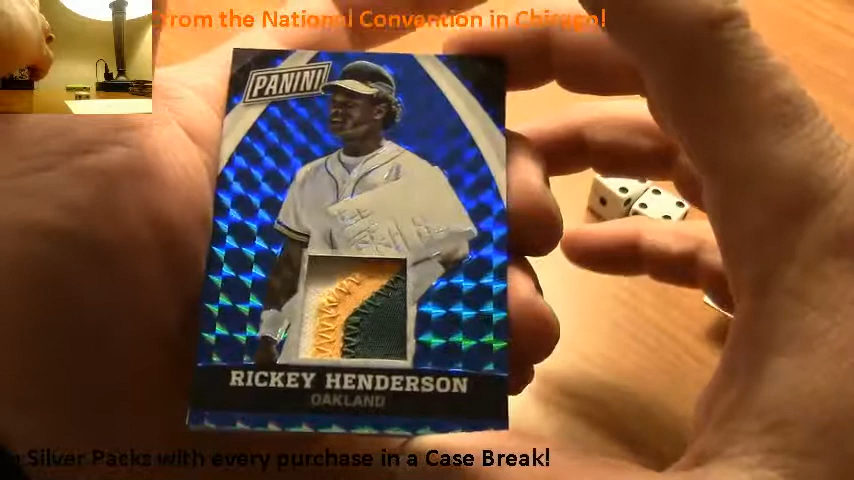 from the National Convention in Chicago!
PANINI
RICKEY HENDERSON
OAKLAND
Silver Packs with every purchase in a Case Break!